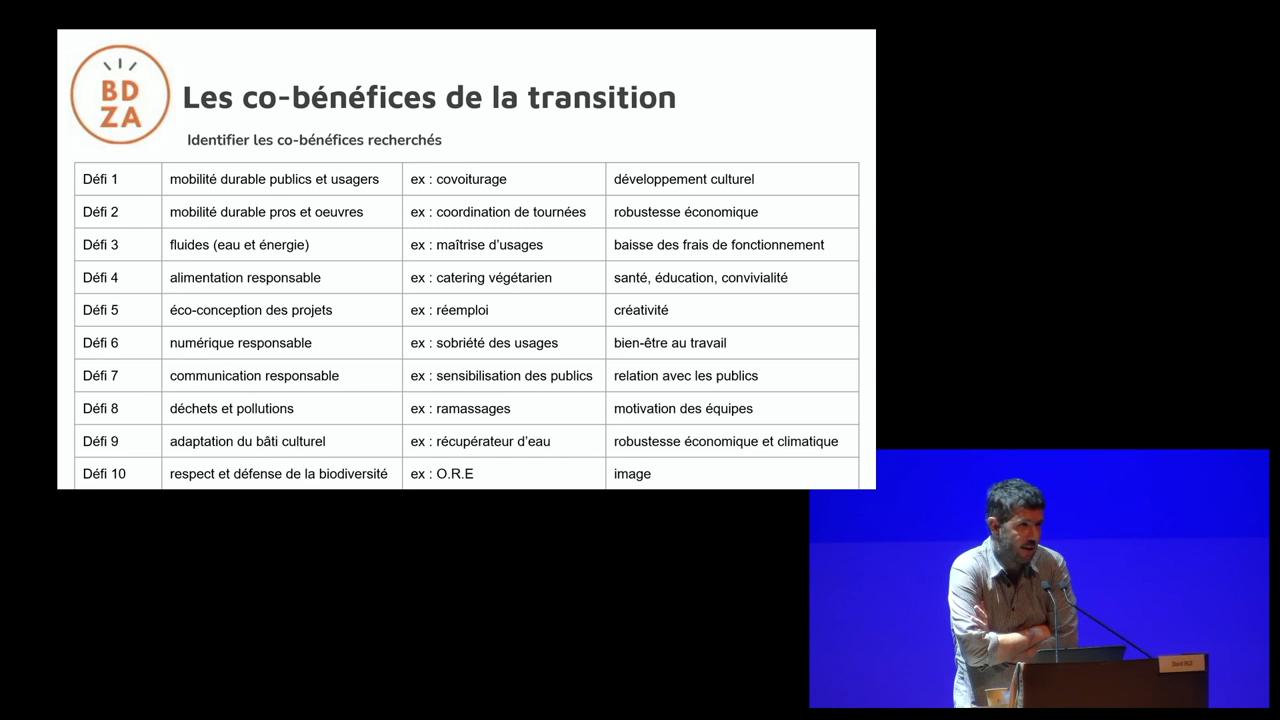 BD
ZA
Les co-bénéfices de la transition
Identifier les co-bénéfices recherchés
Défi 1 mobilité durable publics et usagers ex : covoiturage développement culturel
Défi 2 mobilité durable pros et oeuvres ex : coordination de tournées robustesse économique
Défi 3 fluides (eau et énergie) ex : maîtrise d'usages baisse des frais de fonctionnement
Défi 4 alimentation responsable ex : catering végétarien santé, éducation, convivialité
Défi 5 éco-conception des projets ex : réemploi créativité
Défi 6 numérique responsable ex : sobriété des usages bien-être au travail
Défi 7 communication responsable ex : sensibilisation des publics relation avec les publics
Défi 8 déchets et pollutions ex : ramassages motivation des équipes
Défi 9 adaptation du bâti culturel ex : récupérateur d'eau robustesse économique et climatique
Défi 10 respect et défense de la biodiversité ex : O.R.E image
David